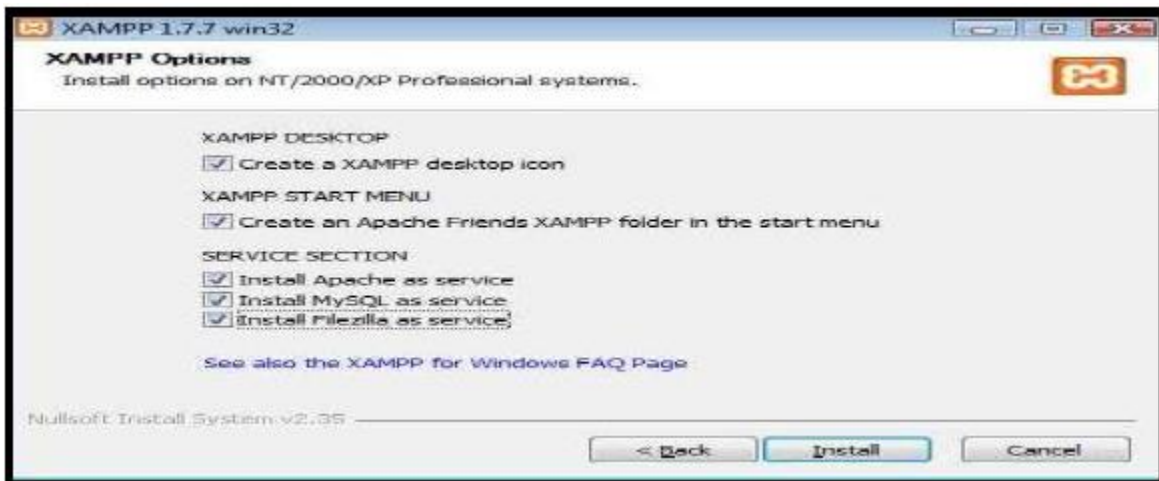 XAMPP 1.7.7 win32
XAMPP Options
Install options on NT/2000/XP Professional systems.
XAMPP DESKTOP
Create a XAMPP desktop icon
XAMPP START MENU
Create an Apache Friends XAMPP folder in the start menu
SERVICE SECTION
Install Apache as service
Install MySQL as service
Install Filezilla as service
See also the XAMPP for Windows FAQ Page
Nullsoft Install System v2.35
< Back Install Cancel